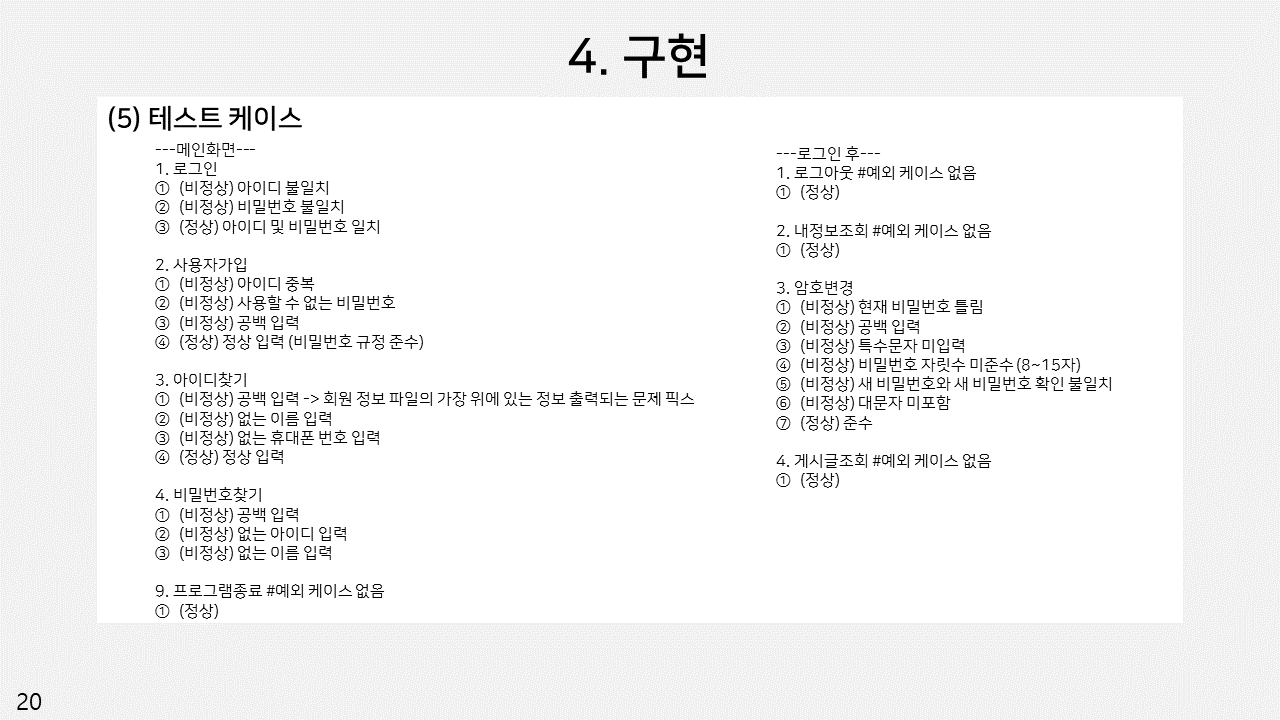 4. 구현
(5) 테스트 케이스
---메인화면---
1. 로그인
① (비정상) 아이디 불일치
② (비정상) 비밀번호 불일치
③ (정상) 아이디 및 비밀번호 일치
2. 사용자가입
① (비정상) 아이디 중복
② (비정상) 사용할 수 없는 비밀번호
③ (비정상) 공백 입력
④ (정상) 정상 입력 (비밀번호 규정 준수)
3. 아이디찾기
① (비정상) 공백 입력 -> 회원 정보 파일의 가장 위에 있는 정보 출력되는 문제 픽스
② (비정상) 없는 이름 입력
③ (비정상) 없는 휴대폰 번호 입력
④ (정상) 정상 입력
4. 비밀번호찾기
① (비정상) 공백 입력
② (비정상) 없는 아이디 입력
③ (비정상) 없는 이름 입력
9. 프로그램종료 #예외 케이스 없음
① (정상)
---로그인 후---
1. 로그아웃 #예외 케이스 없음
① (정상)
2. 내정보조회 #예외 케이스 없음
① (정상)
3. 암호변경
① (비정상) 현재 비밀번호 틀림
② (비정상) 공백 입력
③ (비정상) 특수문자 미입력
④ (비정상) 비밀번호 자릿수 미준수 (8~15자)
⑤ (비정상) 새 비밀번호와 새 비밀번호 확인 불일치
⑥ (비정상) 대문자 미포함
⑦ (정상) 준수
4. 게시글조회 #예외 케이스 없음
① (정상)
20